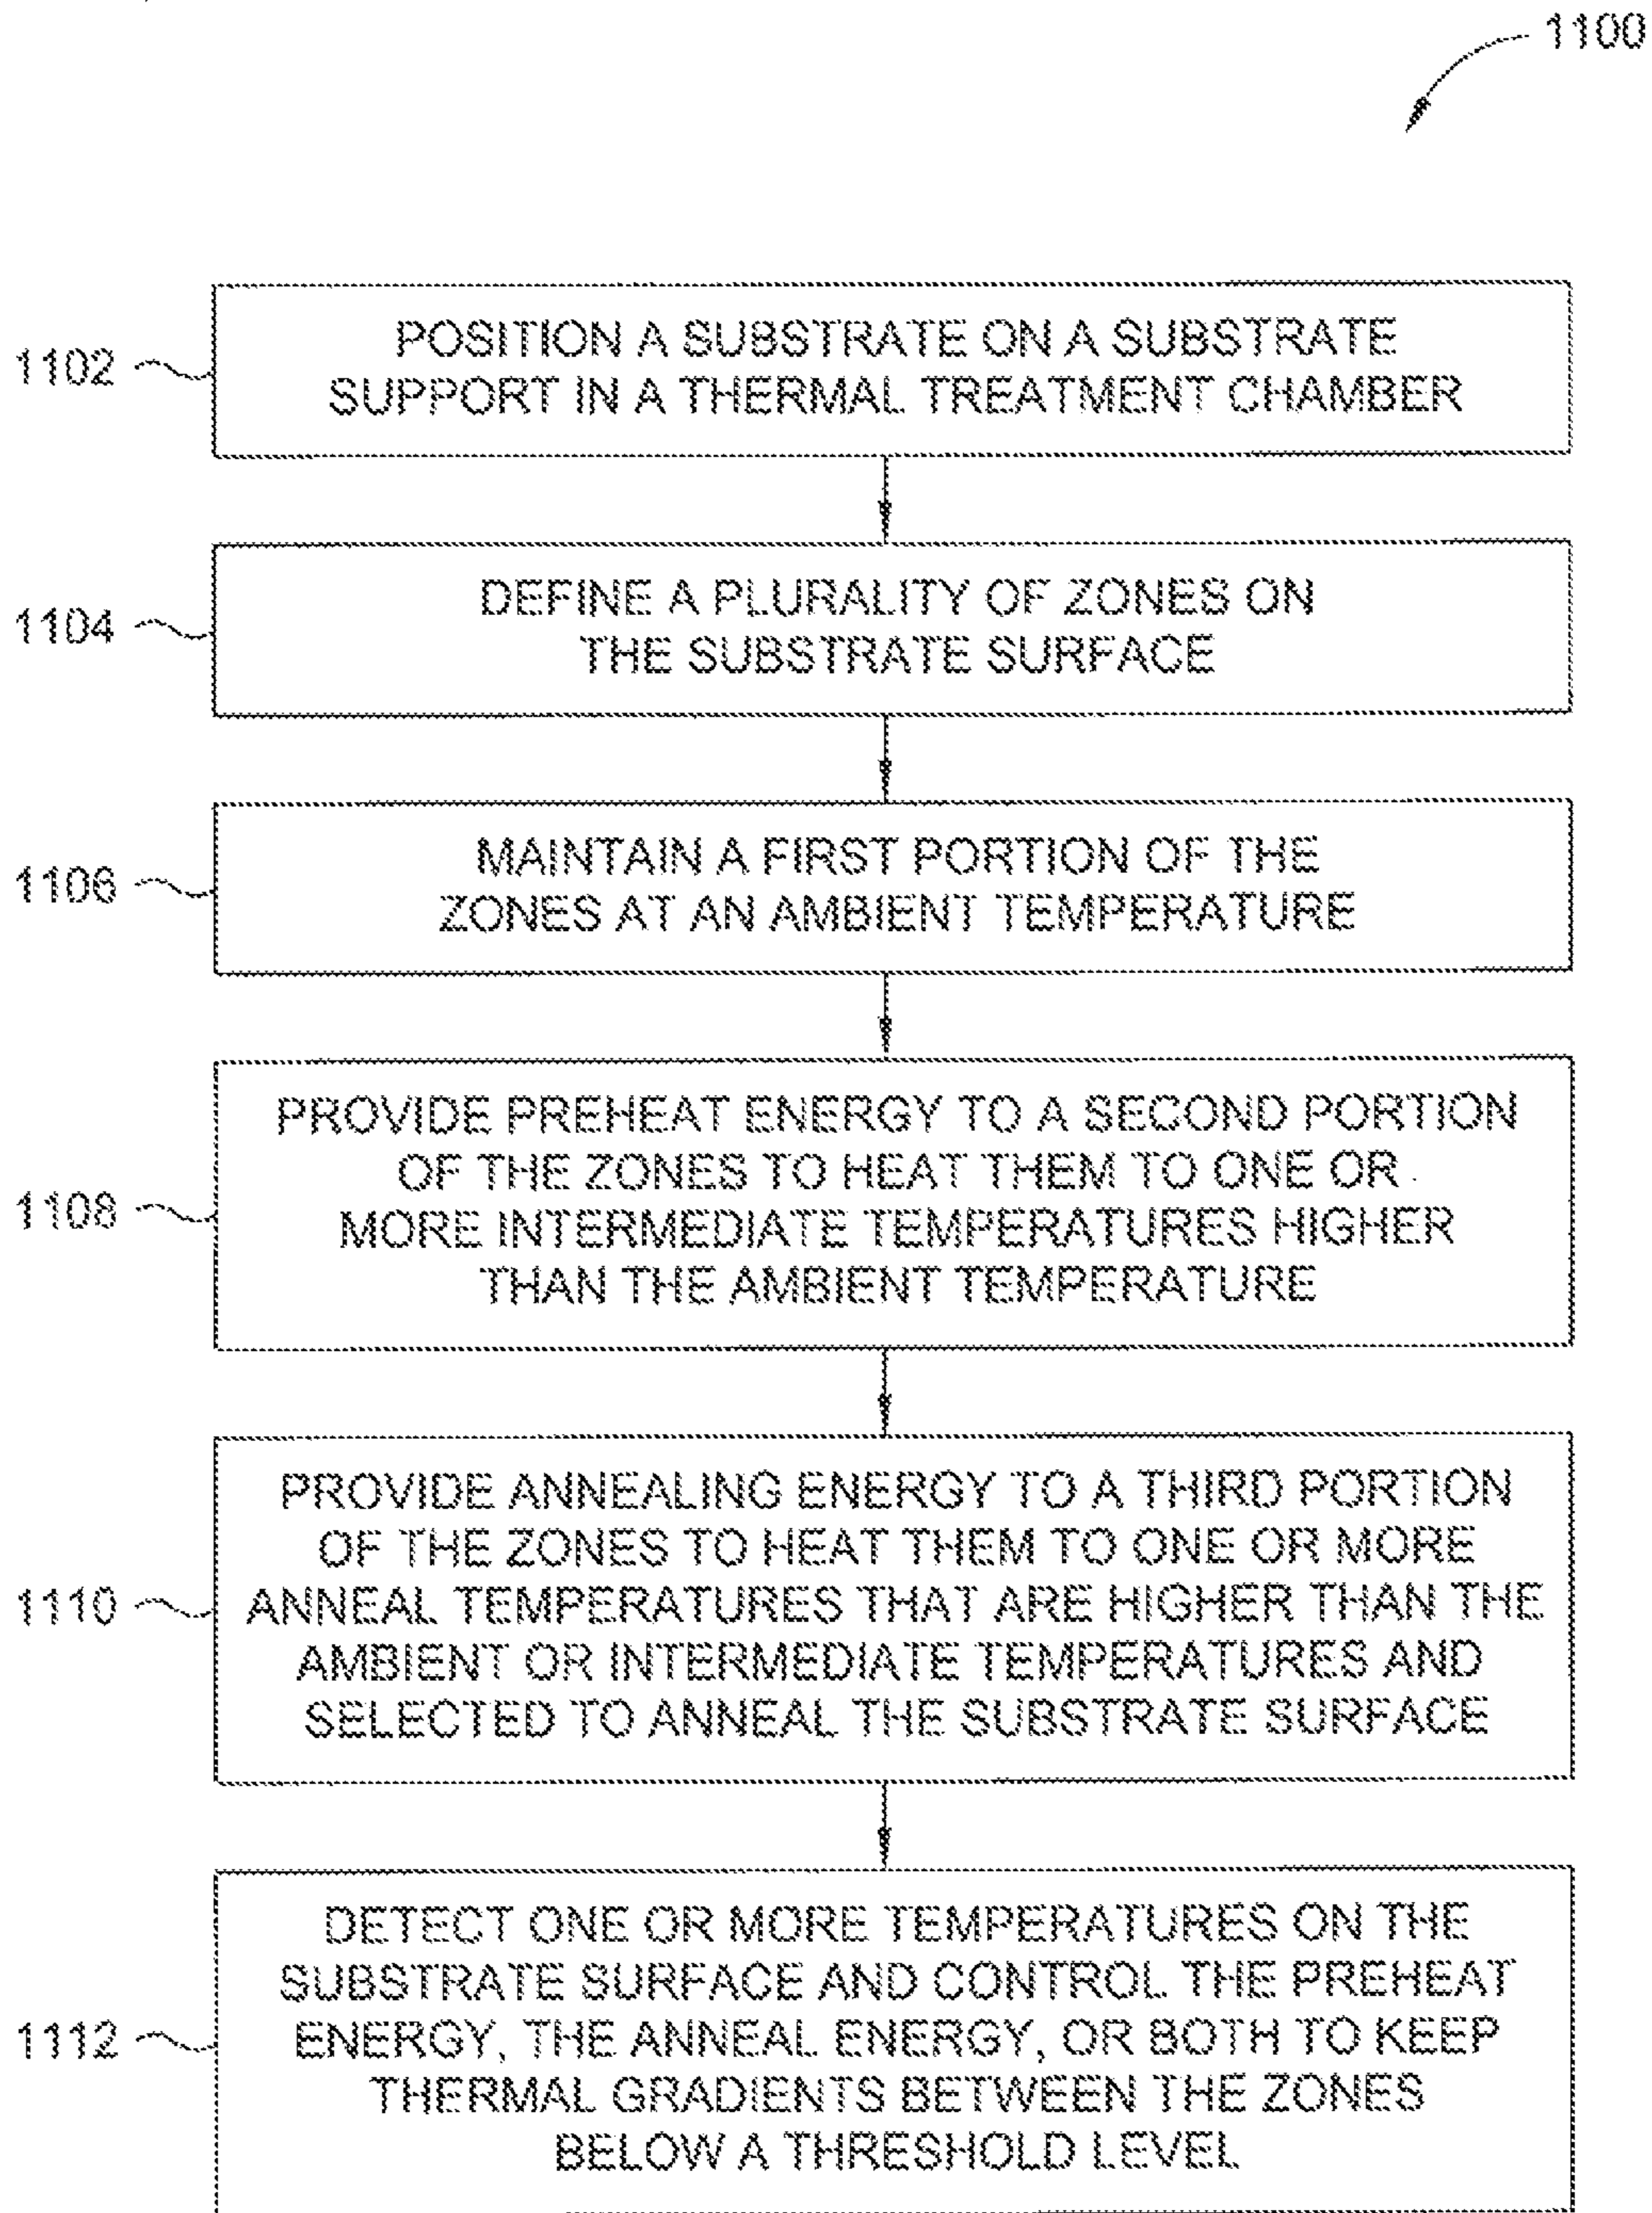 1100
1102
POSITION A SUBSTRATE ON A SUBSTRATE
SUPPORT IN A THERMAL TREATMENT CHAMBER
1104
DEFINE A PLURALITY OF ZONES ON
THE SUBSTRATE SURFACE
1106
MAINTAIN A FIRST PORTION OF THE
ZONES AT AN AMBIENT TEMPERATURE
1108
PROVIDE PREHEAT ENERGY TO A SECOND PORTION
OF THE ZONES TO HEAT THEM TO ONE OR
MORE INTERMEDIATE TEMPERATURES HIGHER
THAN THE AMBIENT TEMPERATURE
1110
PROVIDE ANNEALING ENERGY TO A THIRD PORTION
OF THE ZONES TO HEAT THEM TO ONE OR MORE
ANNEAL TEMPERATURES THAT ARE HIGHER THAN THE
AMBIENT OR INTERMEDIATE TEMPERATURES AND
SELECTED TO ANNEAL THE SUBSTRATE SURFACE
1112
DETECT ONE OR MORE TEMPERATURES ON THE
SUBSTRATE SURFACE AND CONTROL THE PREHEAT
ENERGY, THE ANNEAL ENERGY, OR BOTH TO KEEP
THERMAL GRADIENTS BETWEEN THE ZONES
BELOW A THRESHOLD LEVEL